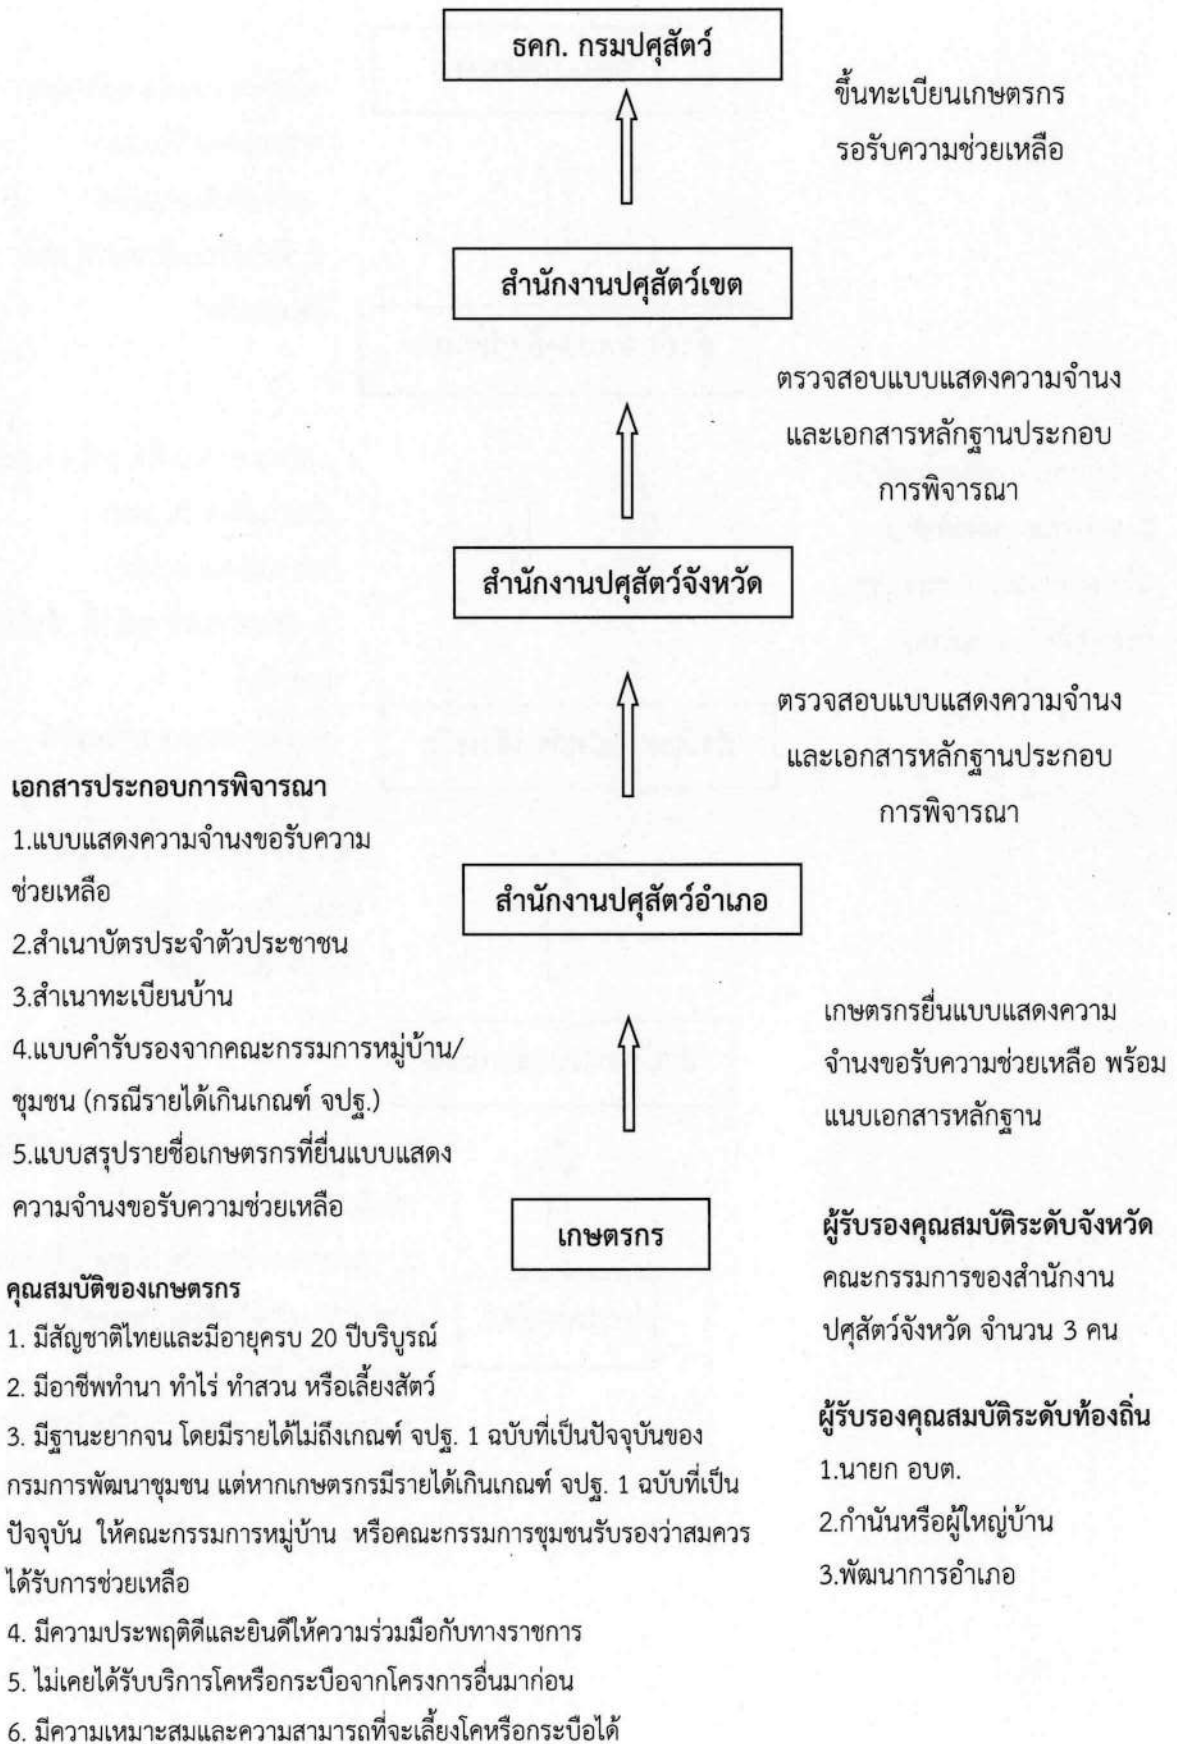 ธคก. กรมปศุสัตว์
ขึ้นทะเบียนเกษตรกร
รอรับความช่วยเหลือ
สำนักงานปศุสัตว์เขต
ตรวจสอบแบบแสดงความจำนง
และเอกสารหลักฐานประกอบ
การพิจารณา
สำนักงานปศุสัตว์จังหวัด
ตรวจสอบแบบแสดงความจำนง
และเอกสารหลักฐานประกอบ
การพิจารณา
เอกสารประกอบการพิจารณา
1.แบบแสดงความจำนงขอรับความ
ช่วยเหลือ
2.สำเนาบัตรประจำตัวประชาชน
3.สำเนาทะเบียนบ้าน
4.แบบคำรับรองจากคณะกรรมการหมู่บ้าน/
ชุมชน (กรณีรายได้เกินเกณฑ์ จปฐ.)
5.แบบสรุปรายชื่อเกษตรกรที่ยื่นแบบแสดง
ความจำนงขอรับความช่วยเหลือ
สำนักงานปศุสัตว์อำเภอ
เกษตรกรยื่นแบบแสดงความ
จำนงขอรับความช่วยเหลือ พร้อม
แนบเอกสารหลักฐาน
เกษตรกร
ผู้รับรองคุณสมบัติระดับจังหวัด
คณะกรรมการของสำนักงาน
ปศุสัตว์จังหวัด จำนวน 3 คน
คุณสมบัติของเกษตรกร
1. มีสัญชาติไทยและมีอายุครบ 20 ปีบริบูรณ์
2. มีอาชีพทำนา ทำไร่ ทำสวน หรือเลี้ยงสัตว์
3. มีฐานะยากจน โดยมีรายได้ไม่ถึงเกณฑ์ จปฐ. 1 ฉบับที่เป็นปัจจุบันของ
กรมการพัฒนาชุมชน แต่หากเกษตรกรมีรายได้เกินเกณฑ์ จปฐ. 1 ฉบับที่เป็น
ปัจจุบัน ให้คณะกรรมการหมู่บ้าน หรือคณะกรรมการชุมชนรับรองว่าสมควร
ได้รับการช่วยเหลือ
4. มีความประพฤติดีและยินดีให้ความร่วมมือกับทางราชการ
5. ไม่เคยได้รับบริการโคหรือกระบือจากโครงการอื่นมาก่อน
6. มีความเหมาะสมและความสามารถที่จะเลี้ยงโคหรือกระบือได้
ผู้รับรองคุณสมบัติระดับท้องถิ่น
1.นายก อบต.
2.กำนันหรือผู้ใหญ่บ้าน
3.พัฒนาการอำเภอ